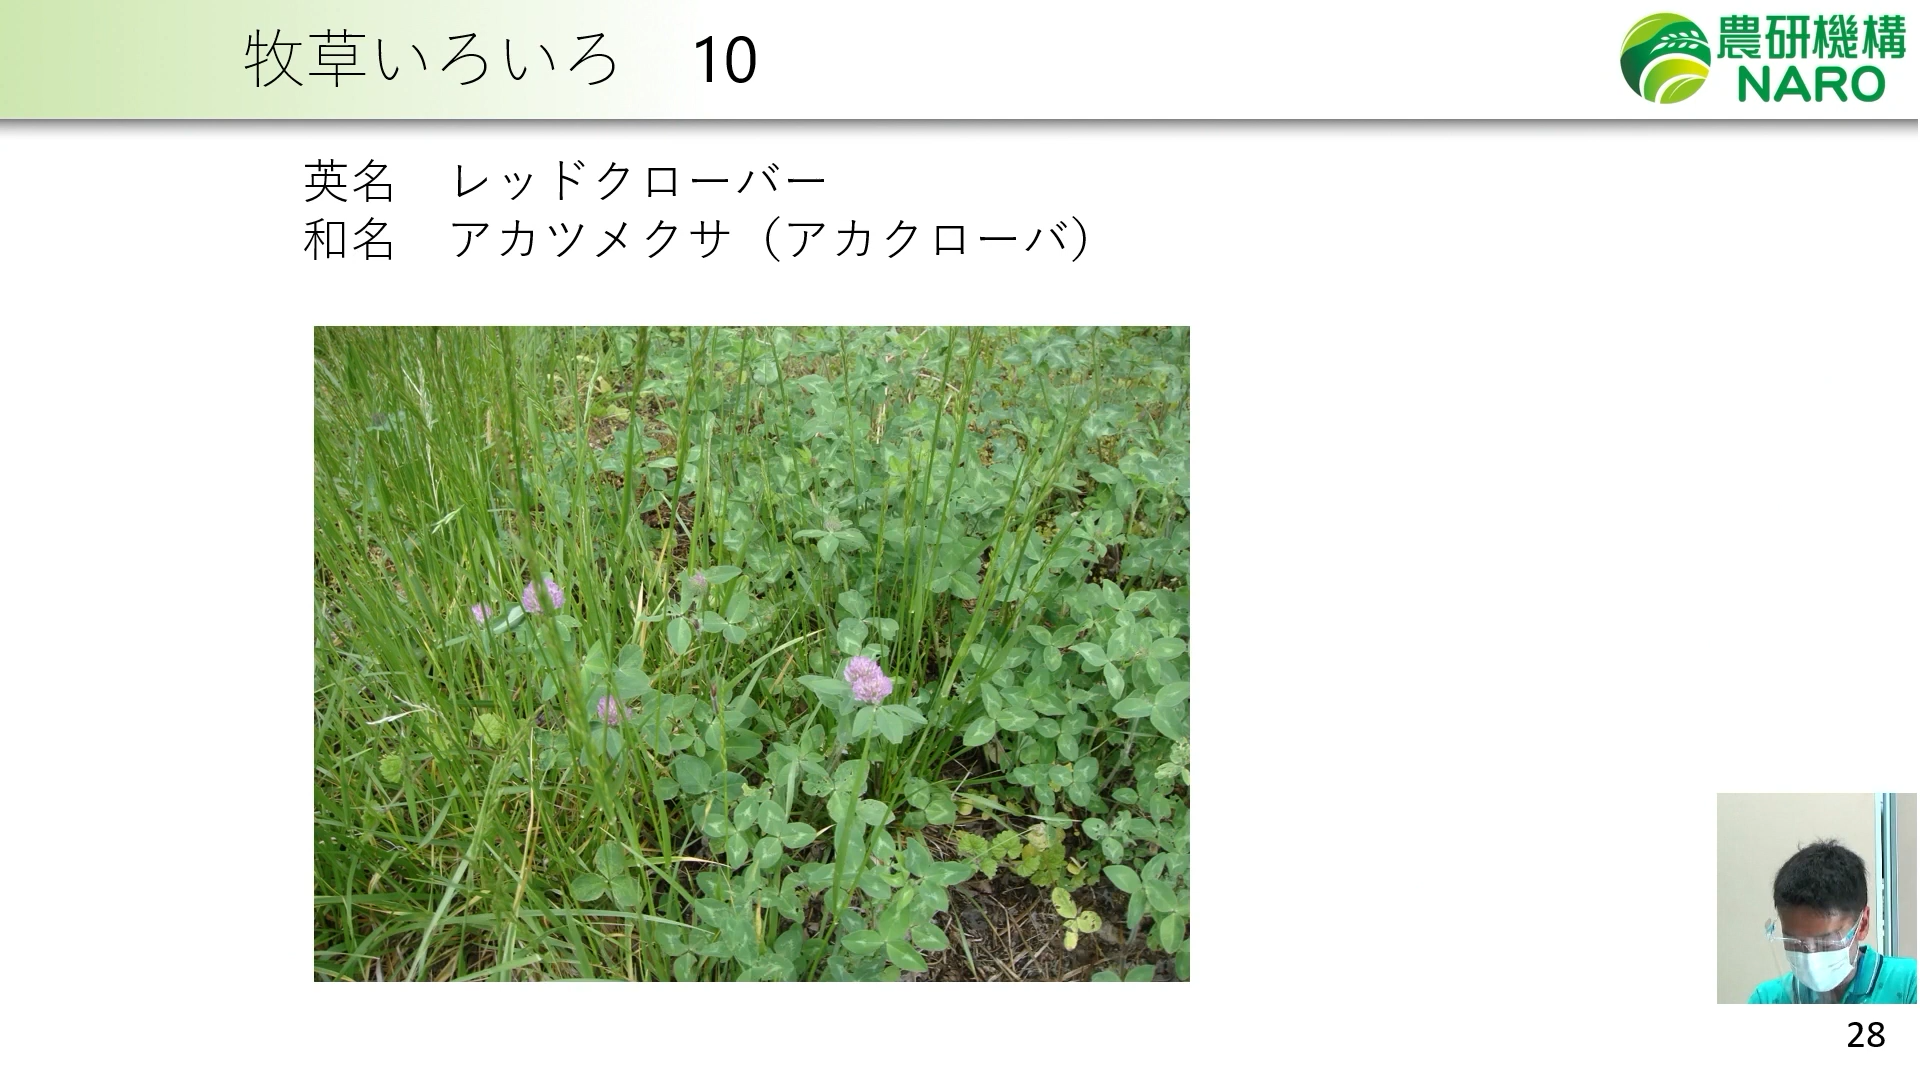 牧草いろいろ　10
農研機構
NARO
英名　レッドクローバー
和名　アカツメクサ（アカクローバ）
28